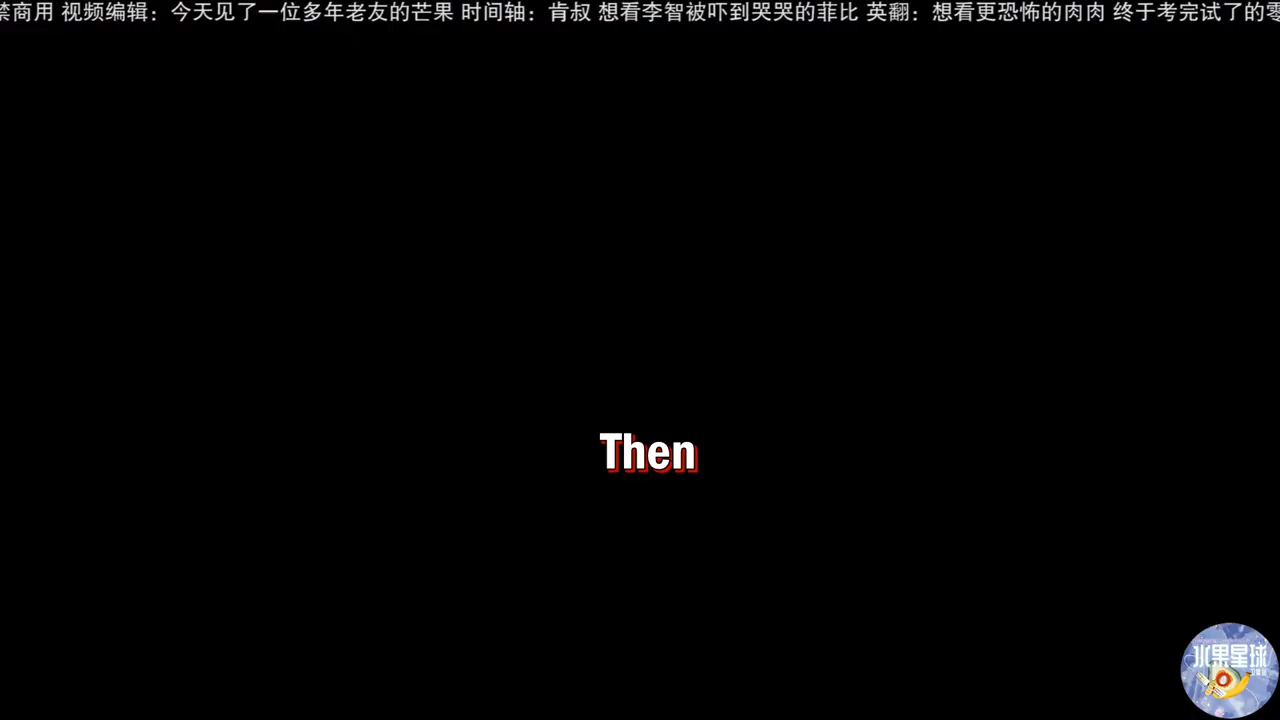 禁商用 视频编辑：今天见了一位多年老友的芒果 时间轴：肯叔 想看李智被吓到哭哭的菲比 英翻：想看更恐怖的肉肉 终于考完试了的零
Then
水果星球